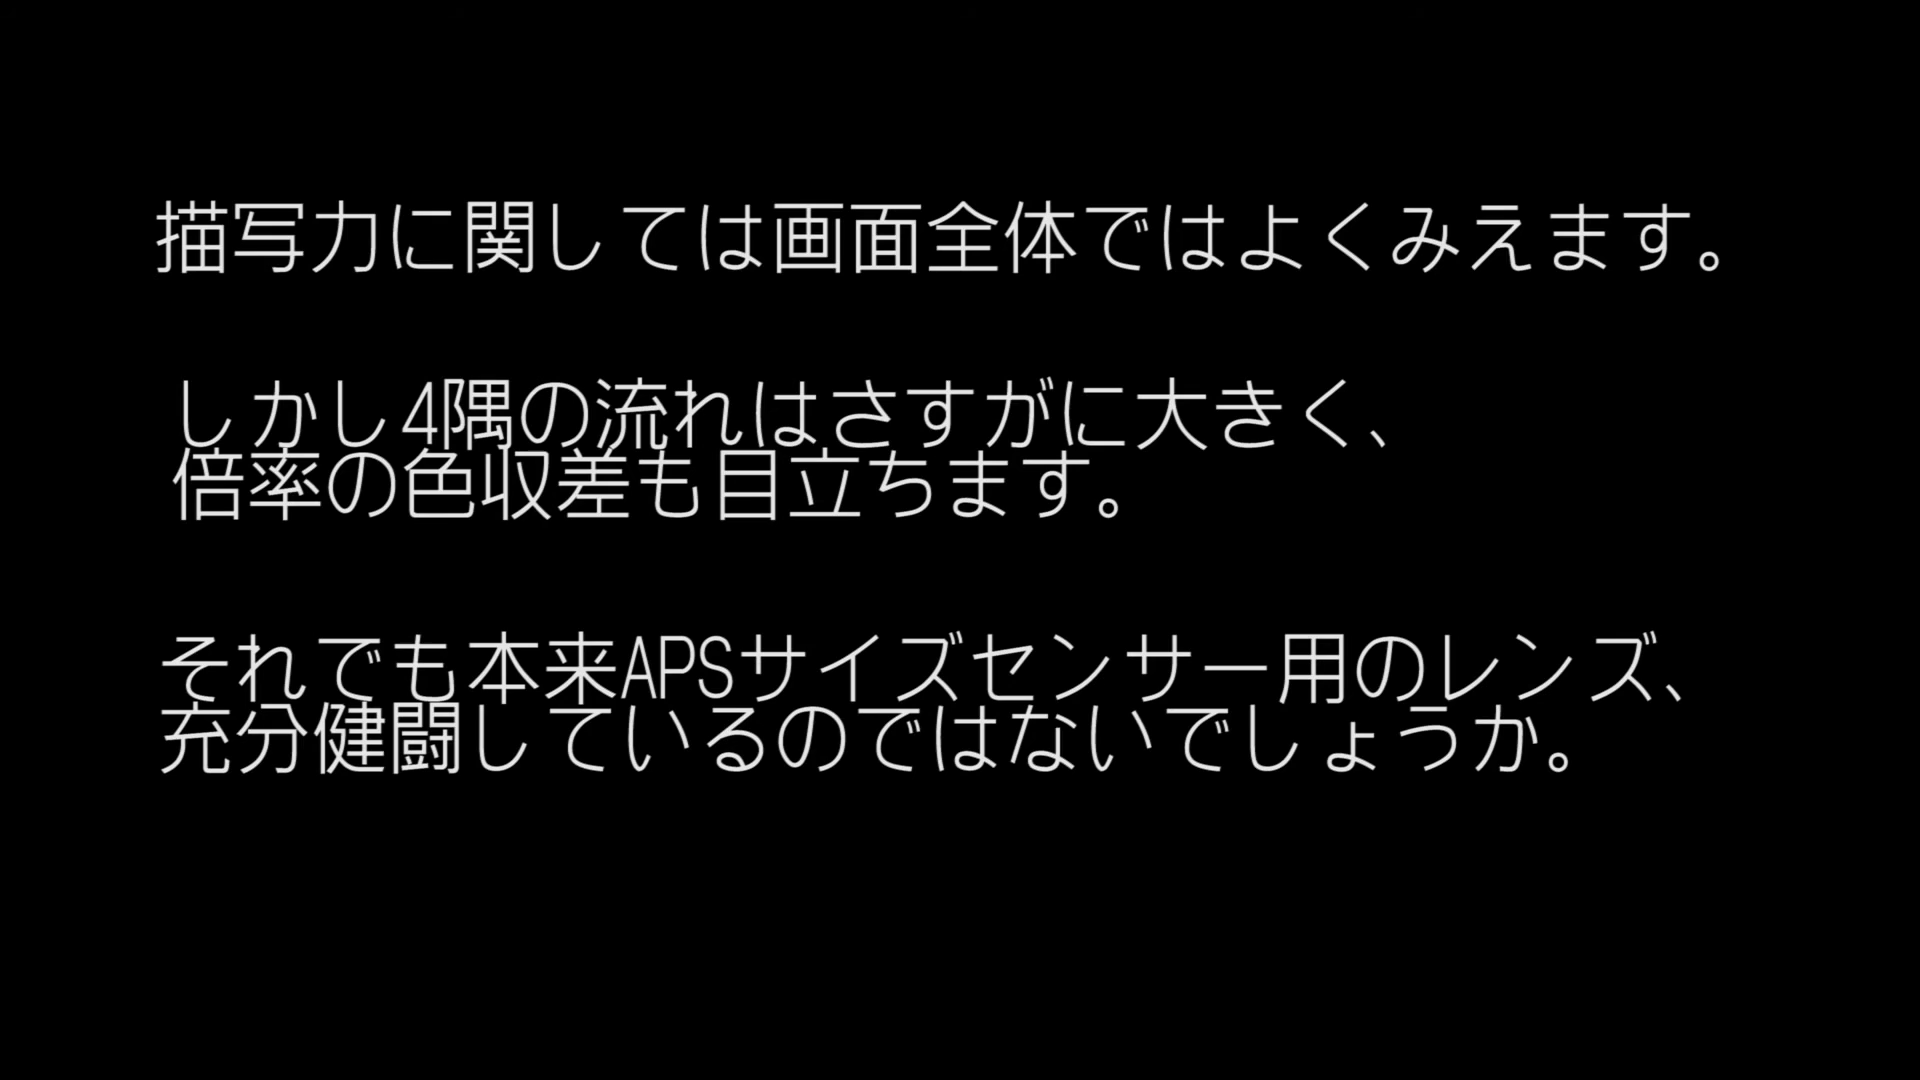 描写力に関しては画面全体ではよくみえます。
しかし4隅の流れはさすがに大きく、
倍率の色収差も目立ちます。
それでも本来APSサイズセンサー用のレンズ、
充分健闘しているのではないでしょうか。